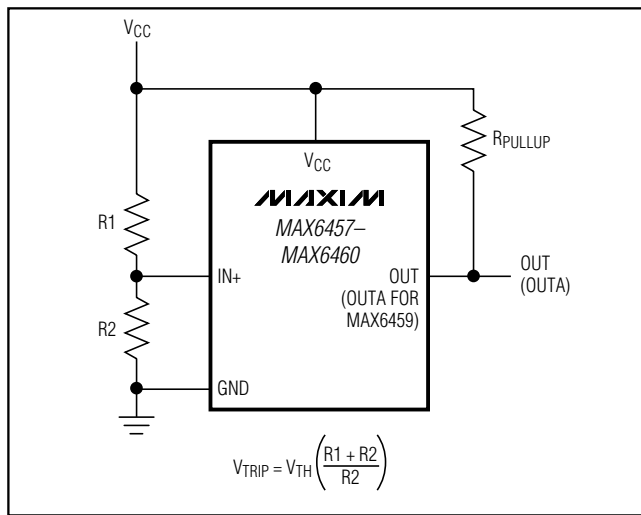 VCC
RPULLUP
VCC
MAXIM
R1
MAX6457–
MAX6460
OUT
(OUTA)
IN+
OUT
(OUTA FOR
MAX6459)
R2
GND
VTRIP = VTH (R1 + R2 / R2)